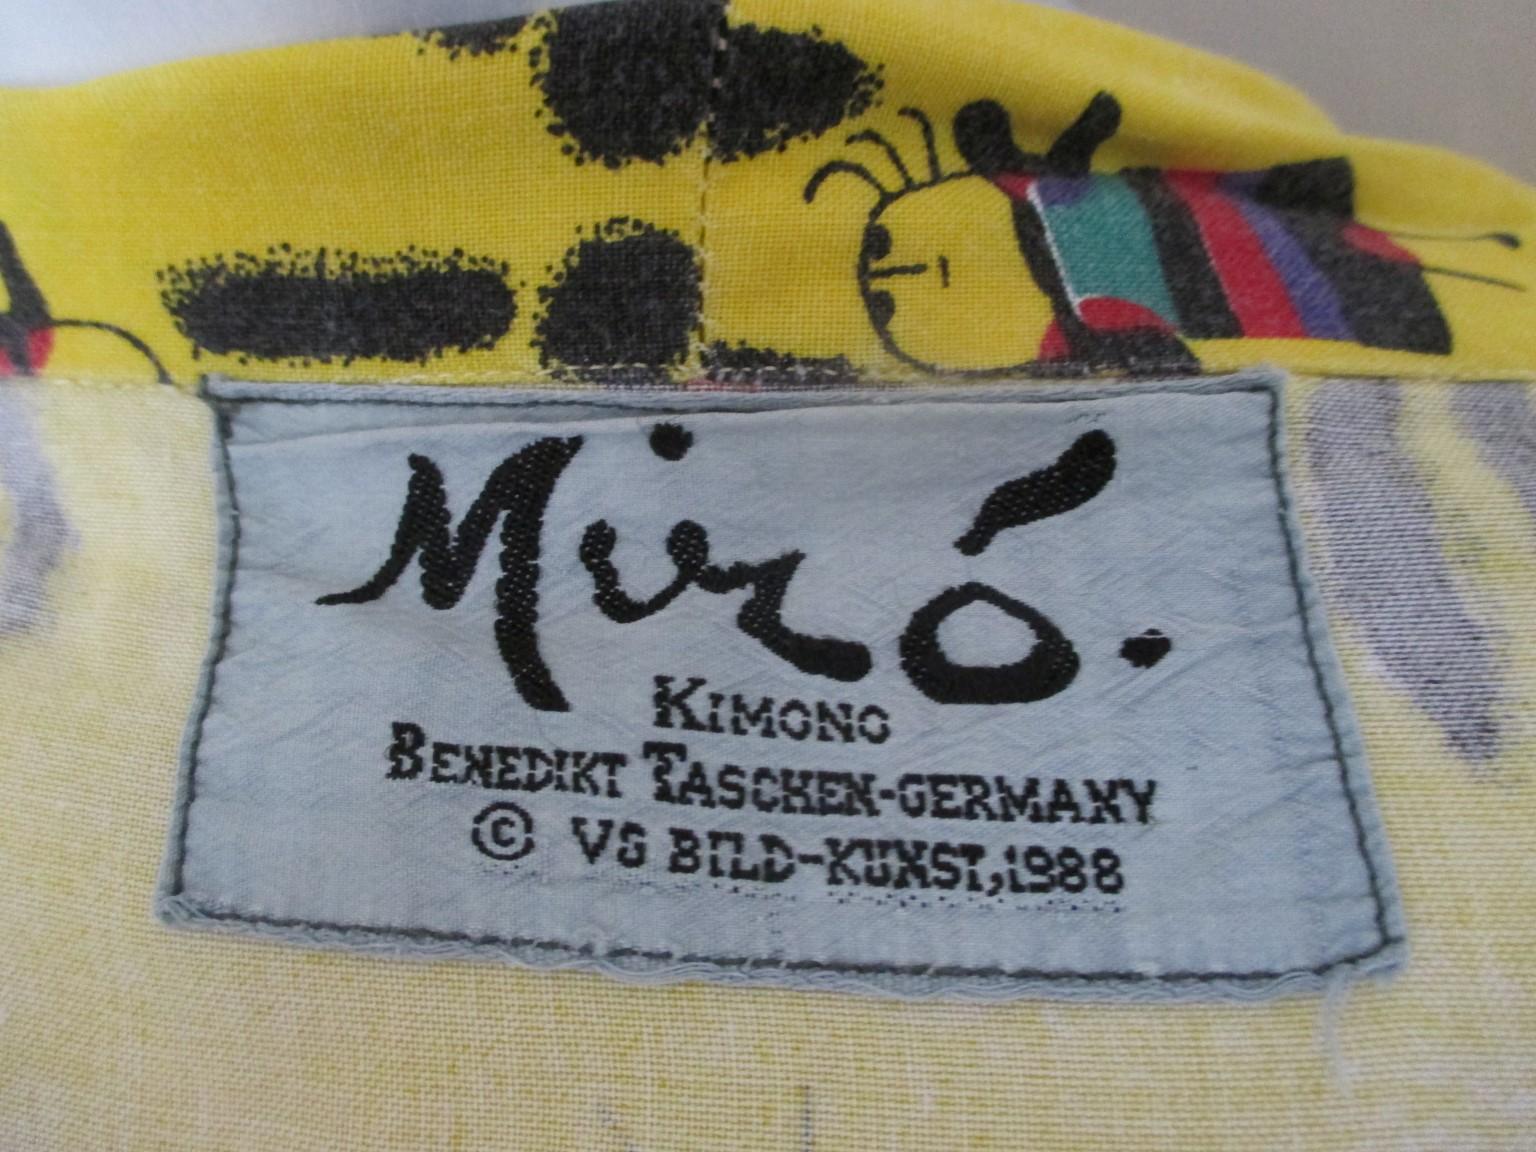 Miró.
KIMONO
BENEDIKT TASCHEN-GERMANY
© VG BILD-KUNST,1988